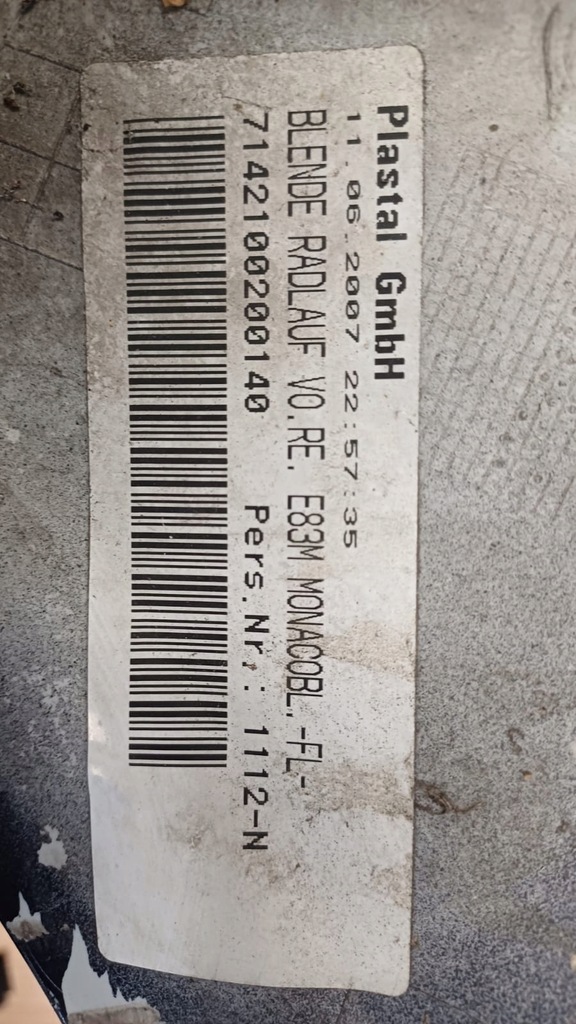 Plastal GmbH
11.06.2007 22:57:35
BLENDE RADLAUF VO.RE. E83M MONACOBL.-FL-
7142100200140 Pers.Nr,: 1112-N